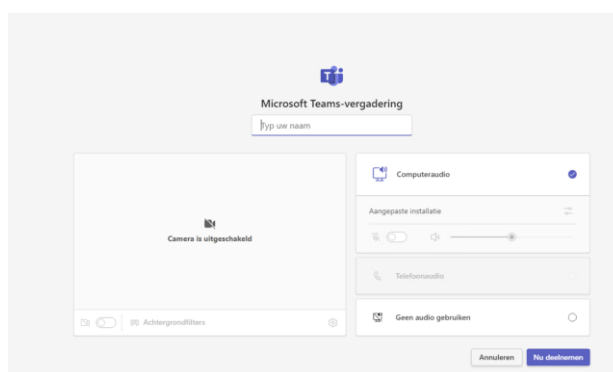 Microsoft Teams-vergadering
Typ uw naam
Computeraudio
Camera is uitgeschakeld
Aangepaste installatie
Telefoonaudio
Achtergrondfilters
Geen audio gebruiken
Annuleren
Nu deelnemen